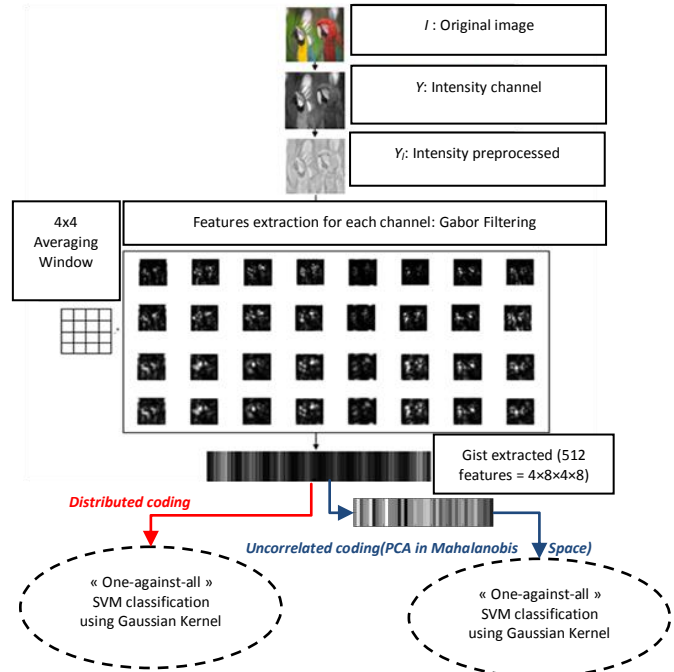 I : Original image
Y: Intensity channel
Yi: Intensity preprocessed
4x4
Averaging
Window
Features extraction for each channel: Gabor Filtering
Gist extracted (512
features = 4×8×4×8)
Distributed coding
Uncorrelated coding(PCA in Mahalanobis Space)
« One-against-all »
SVM classification
using Gaussian Kernel
« One-against-all »
SVM classification
using Gaussian Kernel